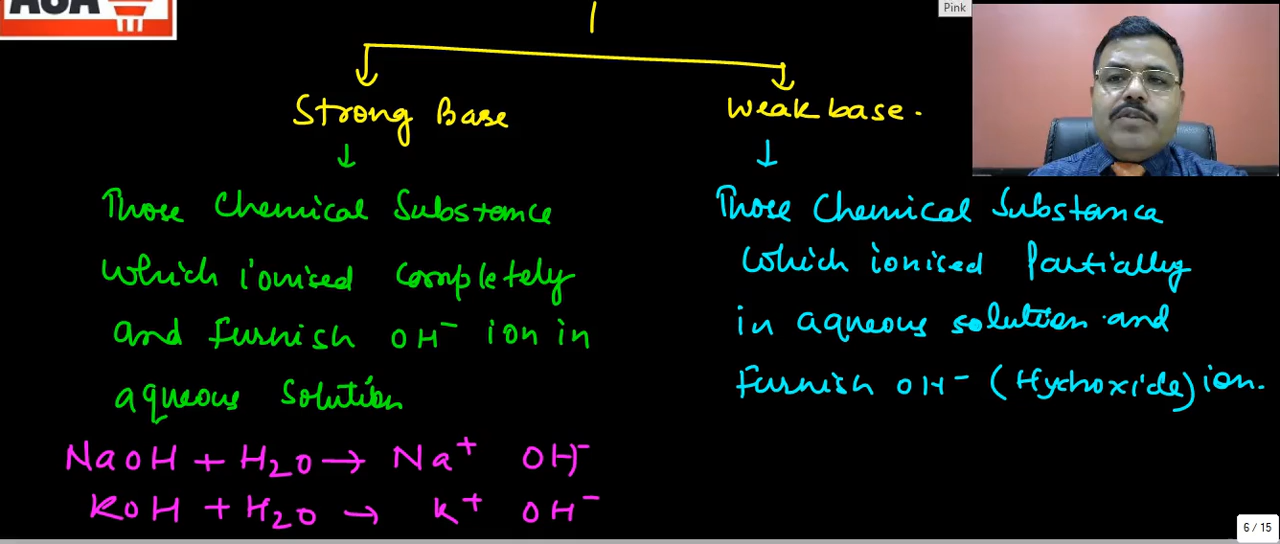 Pink
Strong Base
Weak base.
Those Chemical Substance
which ionised completely
and furnish OH⁻ ion in
aqueous solution
NaOH + H₂O → Na⁺ OH⁻
KOH + H₂O → K⁺ OH⁻
Those Chemical Substance
which ionised Partially
in aqueous solution and
Furnish OH⁻ (Hydroxide) ion.
6 / 15